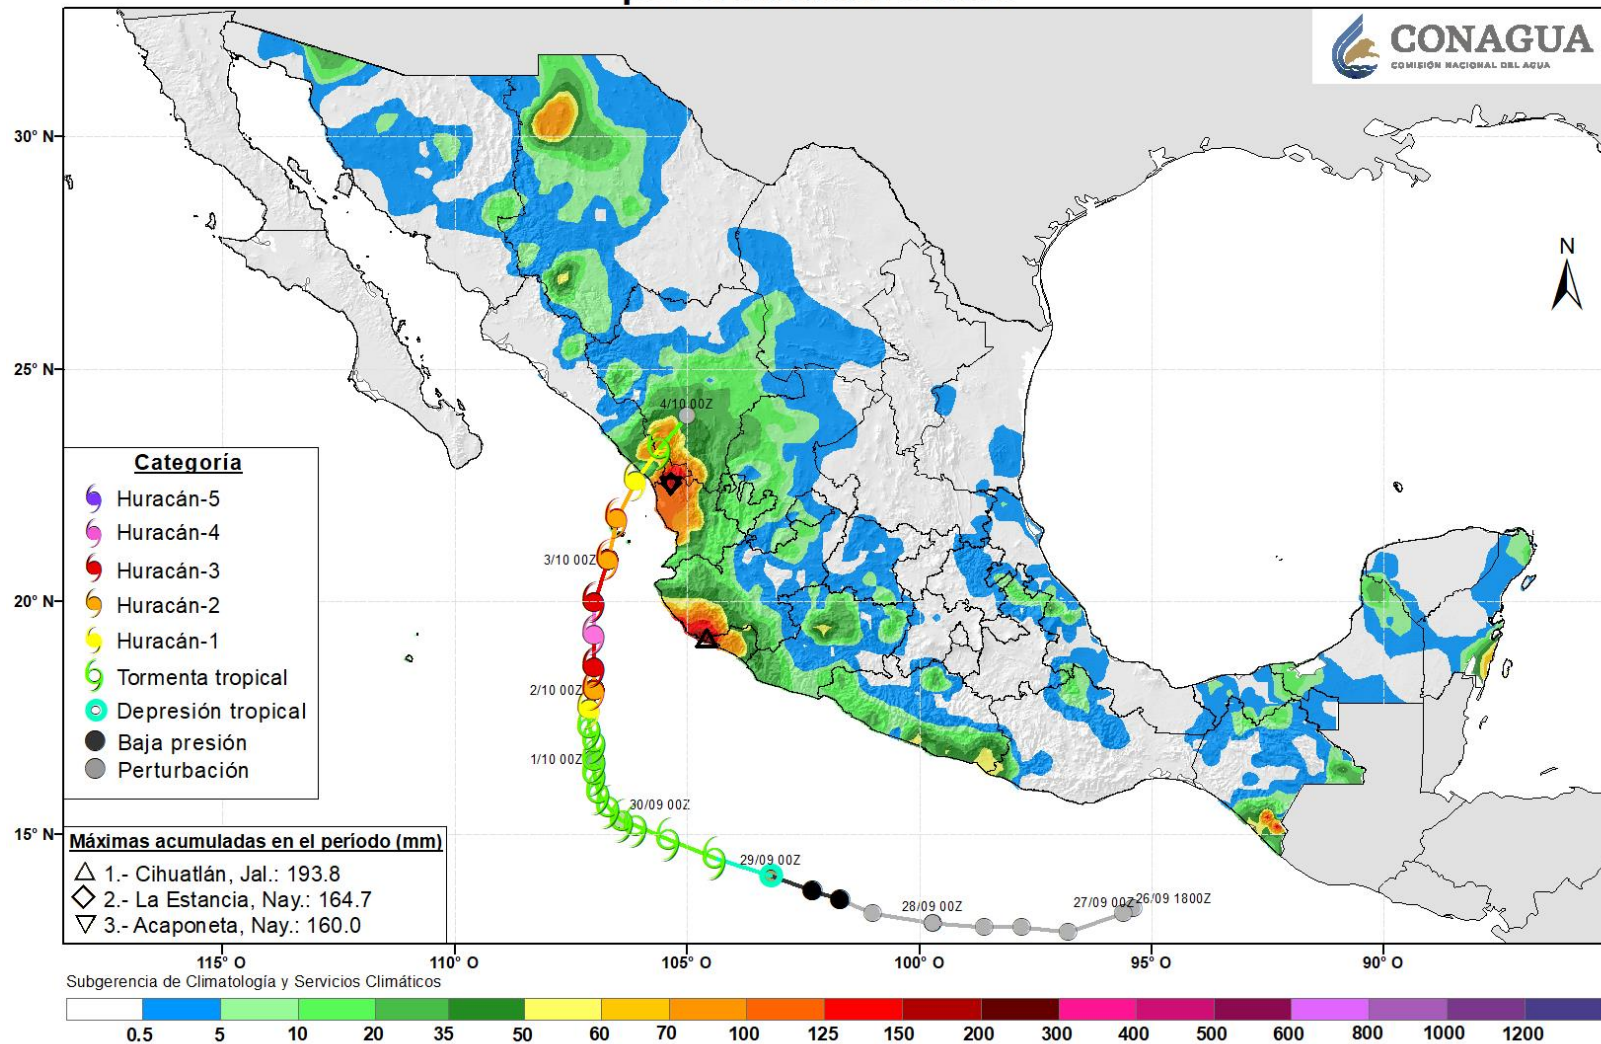 CONAGUA
COMISIÓN NACIONAL DEL AGUA
N
30° N
25° N
20° N
15° N
4/10 00Z
3/10 00Z
2/10 00Z
1/10 00Z
30/09 00Z
29/09 00Z
28/09 00Z
27/09 00Z
26/09 1800Z
Categoría
Huracán-5
Huracán-4
Huracán-3
Huracán-2
Huracán-1
Tormenta tropical
Depresión tropical
Baja presión
Perturbación
Máximas acumuladas en el período (mm)
1.- Cihuatlán, Jal.: 193.8
2.- La Estancia, Nay.: 164.7
3.- Acaponeta, Nay.: 160.0
115° O 110° O 105° O 100° O 95° O 90° O
Subgerencia de Climatología y Servicios Climáticos
0.5 5 10 20 35 50 60 70 100 125 150 200 300 400 500 600 800 1000 1200